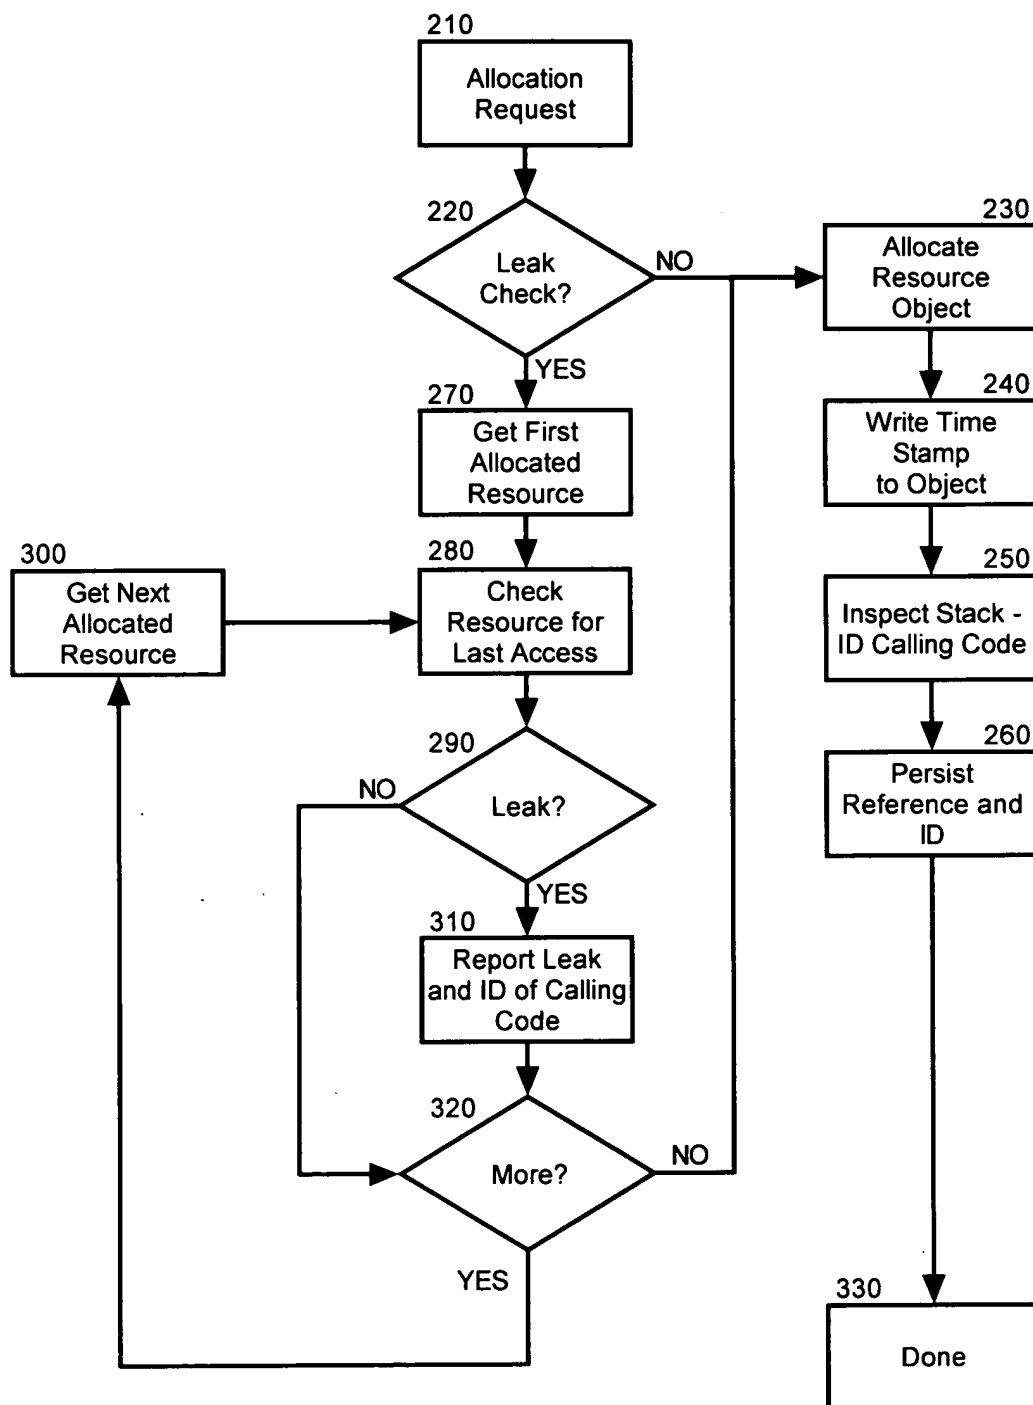 210
Allocation
Request
220
Leak
Check?
NO
YES
230
Allocate
Resource
Object
240
Write Time
Stamp
to Object
250
Inspect Stack -
ID Calling Code
260
Persist
Reference and
ID
270
Get First
Allocated
Resource
280
Check
Resource for
Last Access
300
Get Next
Allocated
Resource
290
Leak?
NO
YES
310
Report Leak
and ID of Calling
Code
320
More?
NO
YES
330
Done